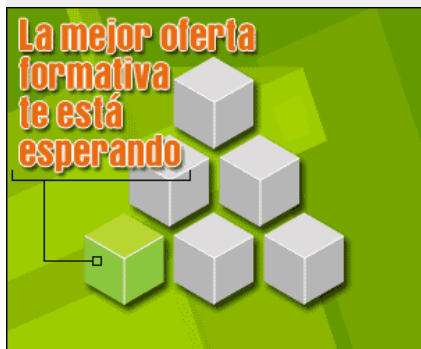 La mejor oferta
formativa
te está
esperando